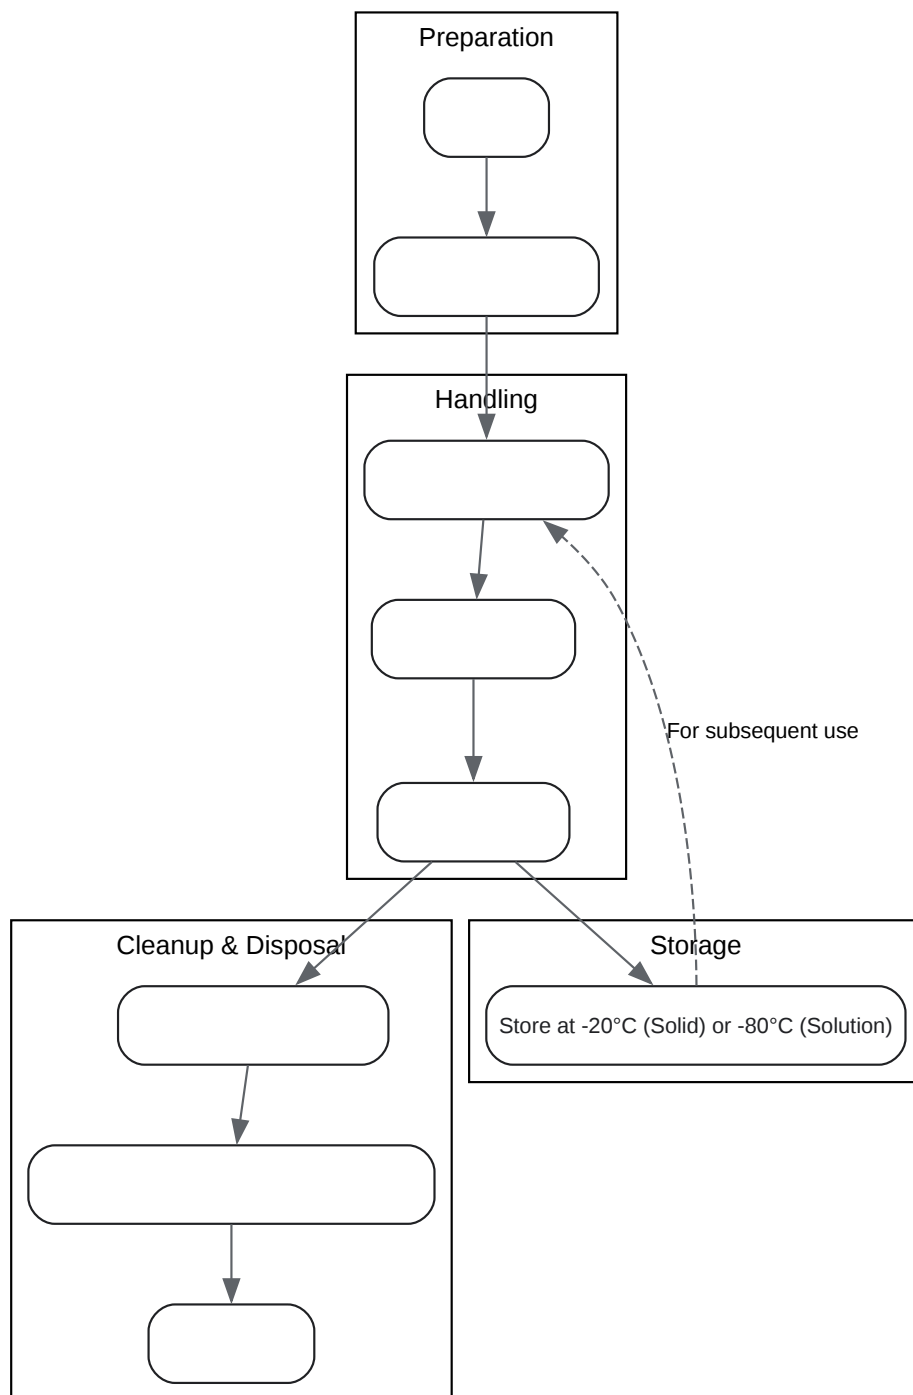 Preparation
Handling
For subsequent use
Cleanup & Disposal
Storage
Store at -20°C (Solid) or -80°C (Solution)